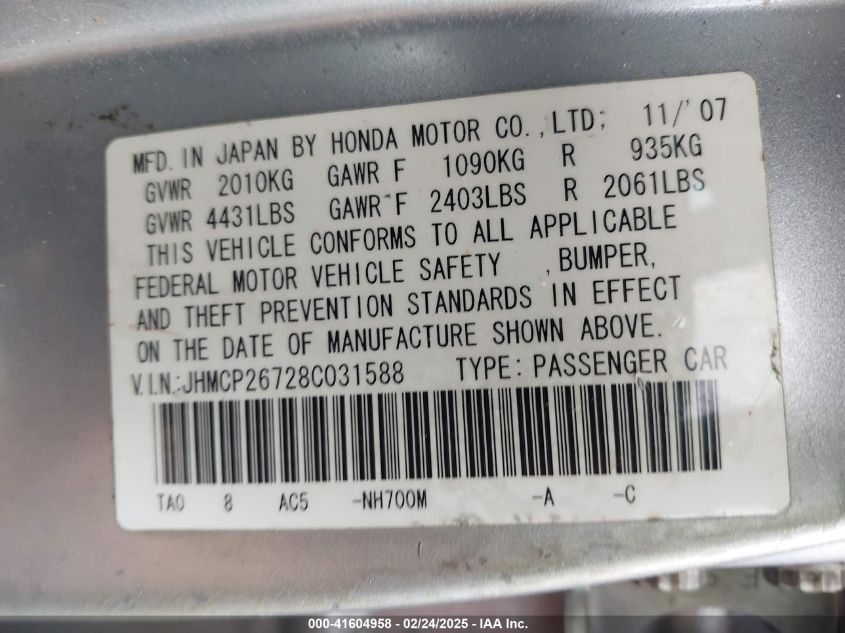 MFD. IN JAPAN BY HONDA MOTOR CO., LTD; 11/'07
GVWR 2010KG GAWR F 1090KG R 935KG
GVWR 4431LBS GAWR F 2403LBS R 2061LBS
THIS VEHICLE CONFORMS TO ALL APPLICABLE
FEDERAL MOTOR VEHICLE SAFETY , BUMPER,
AND THEFT PREVENTION STANDARDS IN EFFECT
ON THE DATE OF MANUFACTURE SHOWN ABOVE.
V.I.N.:JHMCP26728C031588 TYPE: PASSENGER CAR
TA0 8 AC5 -NH700M -A -C
000-41604958 - 02/24/2025 - IAA Inc.